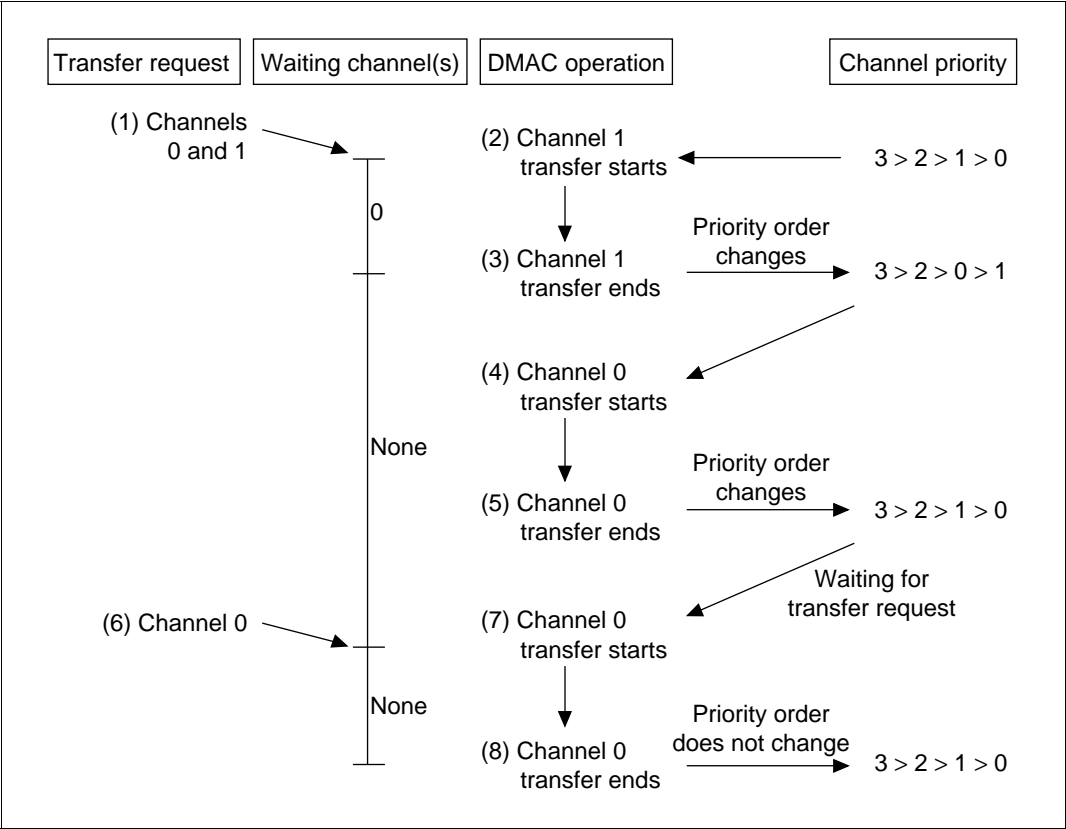 Transfer request
Waiting channel(s)
DMAC operation
Channel priority
(1) Channels
0 and 1
(2) Channel 1
transfer starts
3 > 2 > 1 > 0
0
Priority order
changes
(3) Channel 1
transfer ends
3 > 2 > 0 > 1
(4) Channel 0
transfer starts
None
Priority order
changes
(5) Channel 0
transfer ends
3 > 2 > 1 > 0
Waiting for
transfer request
(6) Channel 0
(7) Channel 0
transfer starts
None
Priority order
does not change
(8) Channel 0
transfer ends
3 > 2 > 1 > 0